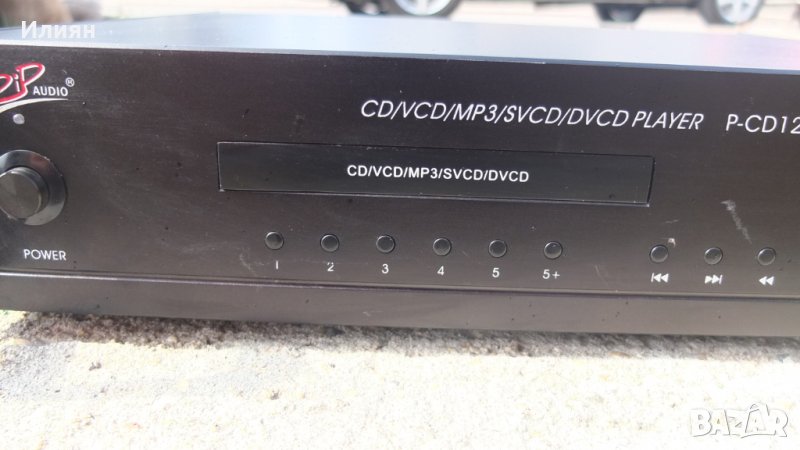 Илиян
AUDIO®
CD/VCD/MP3/SVCD/DVCD PLAYER P-CD12
CD/VCD/MP3/SVCD/DVCD
POWER
1 2 3 4 5 5+
BAZAR